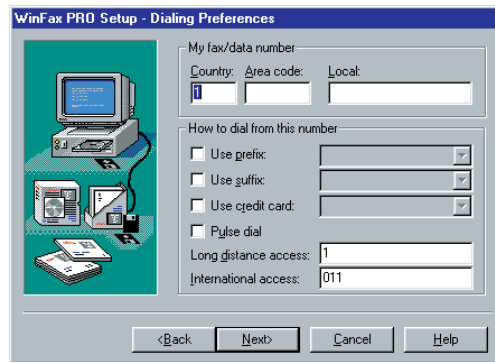 WinFax PRO Setup - Dialing Preferences
My fax/data number
Country: Area code: Local:
1
How to dial from this number
Use prefix:
Use suffix:
Use credit card:
Pulse dial
Long distance access: 1
International access: 011
<Back Next> Cancel Help